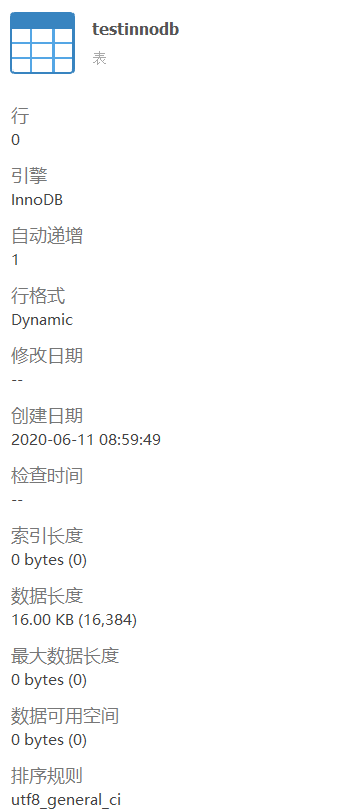 testinnodb
表
行
0
引擎
InnoDB
自动递增
1
行格式
Dynamic
修改日期
--
创建日期
2020-06-11 08:59:49
检查时间
--
索引长度
0 bytes (0)
数据长度
16.00 KB (16,384)
最大数据长度
0 bytes (0)
数据可用空间
0 bytes (0)
排序规则
utf8_general_ci